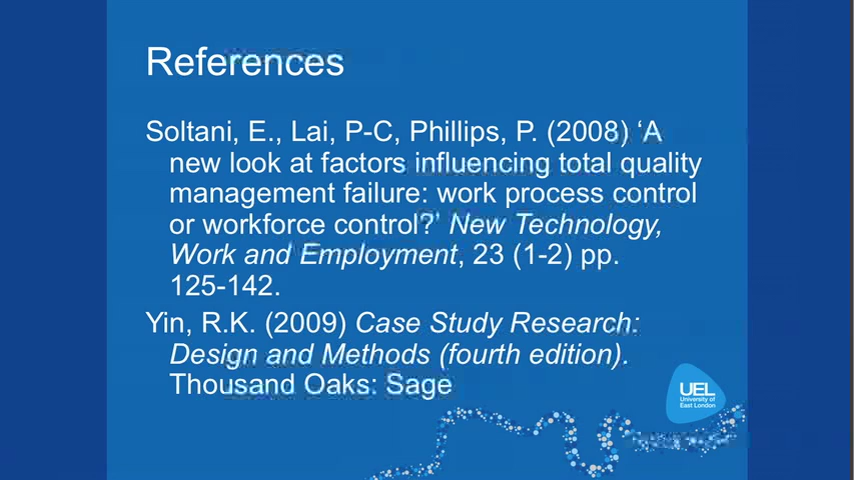 References
Soltani, E., Lai, P-C, Phillips, P. (2008) ‘A
new look at factors influencing total quality
management failure: work process control
or workforce control?’ New Technology,
Work and Employment, 23 (1-2) pp.
125-142.
Yin, R.K. (2009) Case Study Research:
Design and Methods (fourth edition).
Thousand Oaks: Sage
UEL
University of
East London